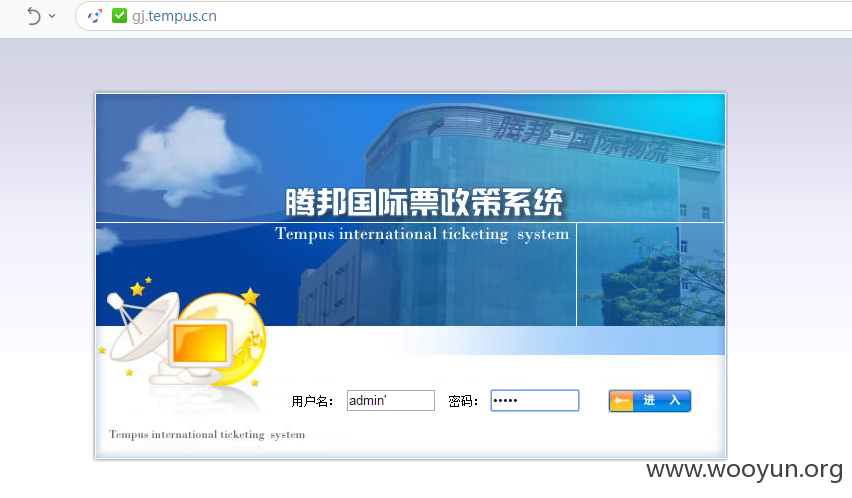 gj.tempus.cn
腾邦国际物流
腾邦国际票政策系统
Tempus international ticketing system
用户名: admin' 密码: ••••• 进 入
Tempus international ticketing system
www.wooyun.org